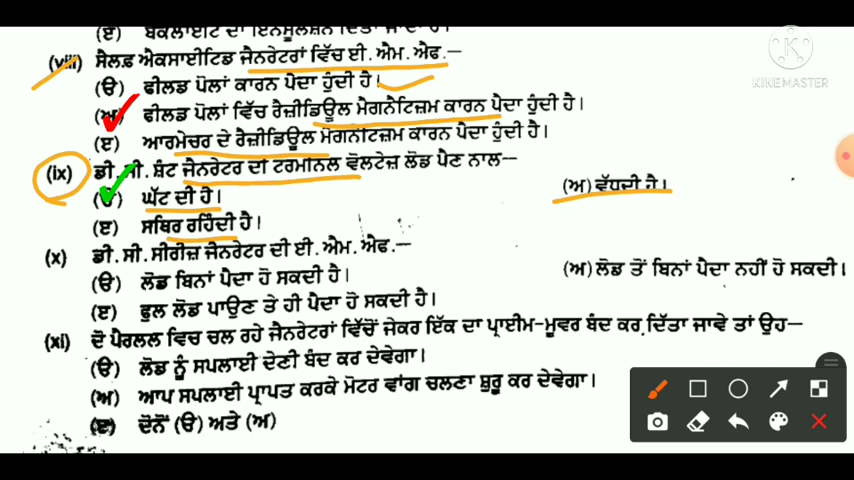 (ੲ) ਬੈਕਲਾਈਟ ਦਾ ਇਨਸੂਲੇਸ਼ਨ ਦਿੱਤਾ ਜਾਂਦਾ ਹੈ।
(viii) ਸੈਲਫ਼ ਐਕਸਾਈਟਿਡ ਜੈਨਰੇਟਰਾਂ ਵਿੱਚ ਈ. ਐਮ. ਐਫ.–
(ੳ) ਫੀਲਡ ਪੋਲਾਂ ਕਾਰਨ ਪੈਦਾ ਹੁੰਦੀ ਹੈ।
(ਅ) ਫੀਲਡ ਪੋਲਾਂ ਵਿੱਚ ਰੈਜ਼ੀਡਿਊਲ ਮੈਗਨੈਟਿਜ਼ਮ ਕਾਰਨ ਪੈਦਾ ਹੁੰਦੀ ਹੈ।
(ੲ) ਆਰਮੇਚਰ ਦੇ ਰੈਜ਼ੀਡਿਊਲ ਮੈਗਨੈਟਿਜ਼ਮ ਕਾਰਨ ਪੈਦਾ ਹੁੰਦੀ ਹੈ।
(ix) ਡੀ. ਸੀ. ਸ਼ੰਟ ਜੈਨਰੇਟਰ ਦੀ ਟਰਮੀਨਲ ਵੋਲਟੇਜ਼ ਲੋਡ ਪੈਣ ਨਾਲ–
(ੳ) ਘੱਟ ਦੀ ਹੈ। (ਅ) ਵੱਧਦੀ ਹੈ।
(ੲ) ਸਥਿਰ ਰਹਿੰਦੀ ਹੈ।
(x) ਡੀ. ਸੀ. ਸੀਰੀਜ਼ ਜੈਨਰੇਟਰ ਦੀ ਈ. ਐਮ. ਐਫ.–
(ੳ) ਲੋਡ ਬਿਨਾਂ ਪੈਦਾ ਹੋ ਸਕਦੀ ਹੈ। (ਅ) ਲੋਡ ਤੋਂ ਬਿਨਾਂ ਪੈਦਾ ਨਹੀਂ ਹੋ ਸਕਦੀ।
(ੲ) ਫੁਲ ਲੋਡ ਪਾਉਣ ਤੇ ਹੀ ਪੈਦਾ ਹੋ ਸਕਦੀ ਹੈ।
(xi) ਦੋ ਪੈਰਲਲ ਵਿਚ ਚਲ ਰਹੇ ਜੈਨਰੇਟਰਾਂ ਵਿੱਚੋਂ ਜੇਕਰ ਇੱਕ ਦਾ ਪ੍ਰਾਈਮ–ਮੂਵਰ ਬੰਦ ਕਰ ਦਿੱਤਾ ਜਾਵੇ ਤਾਂ ਉਹ–
(ੳ) ਲੋਡ ਨੂੰ ਸਪਲਾਈ ਦੇਣੀ ਬੰਦ ਕਰ ਦੇਵੇਗਾ।
(ਅ) ਆਪ ਸਪਲਾਈ ਪ੍ਰਾਪਤ ਕਰਕੇ ਮੋਟਰ ਵਾਂਗ ਚਲਣਾ ਸ਼ੁਰੂ ਕਰ ਦੇਵੇਗਾ।
(ੲ) ਦੋਨੋਂ (ੳ) ਅਤੇ (ਅ)
KINEMASTER